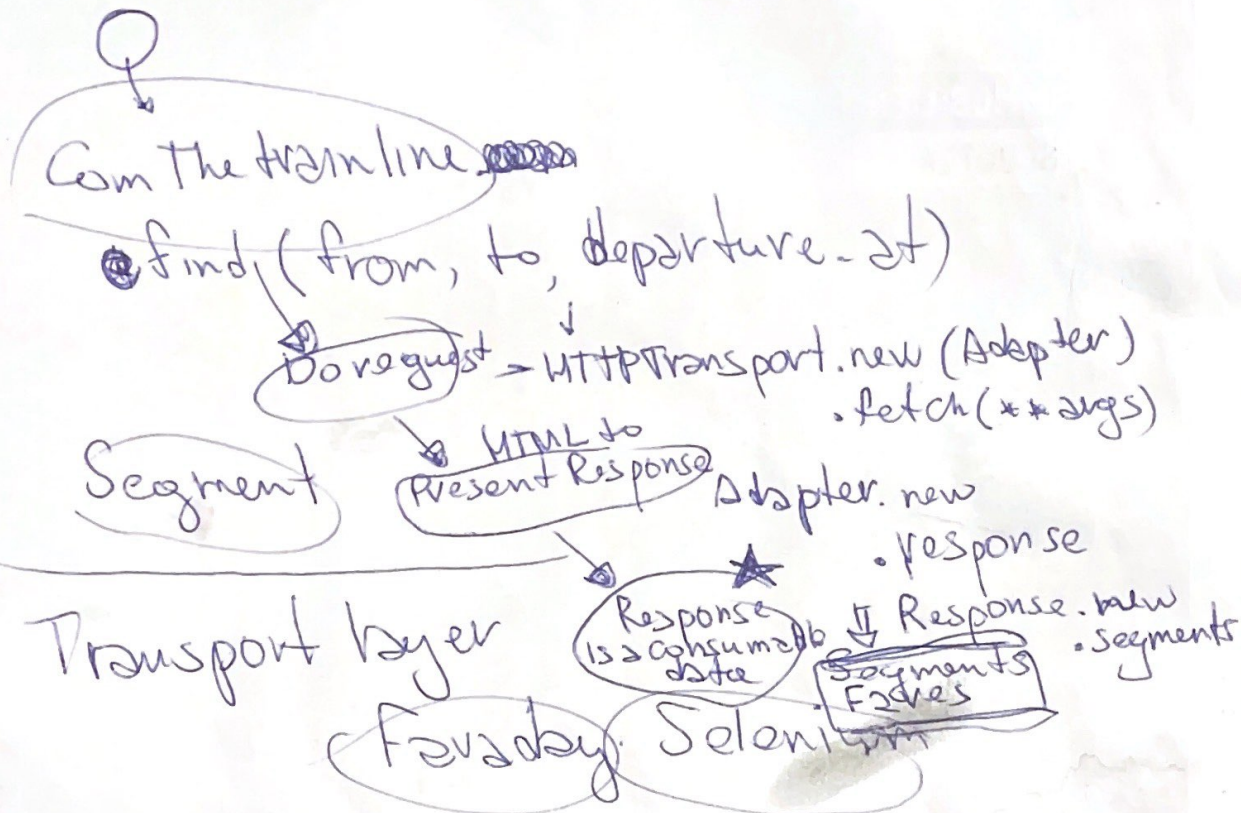 Com The trainline
find (from, to, departure_at)
Do request → HTTPTransport.new (Adapter)
.fetch(**args)
Segment
HTML to
Present Response
Adapter.new
.response
Response
is a consumable
data
Response.new
.segments
Segments
Fares
Transport layer
Faraday Selenium